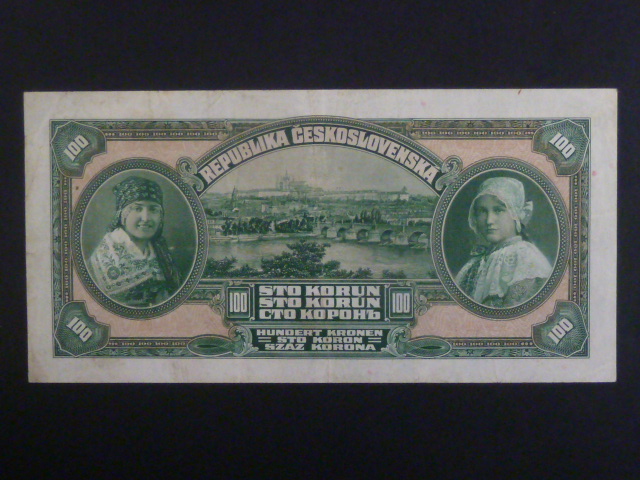 100
100
REPUBLIKA ČESKOSLOVENSKÁ
100
STO KORUN
100
STO KORUN
СТО КОРОНЪ
100
HUNDERT KRONEN
100
STO KORON
SZÁZ KORONA